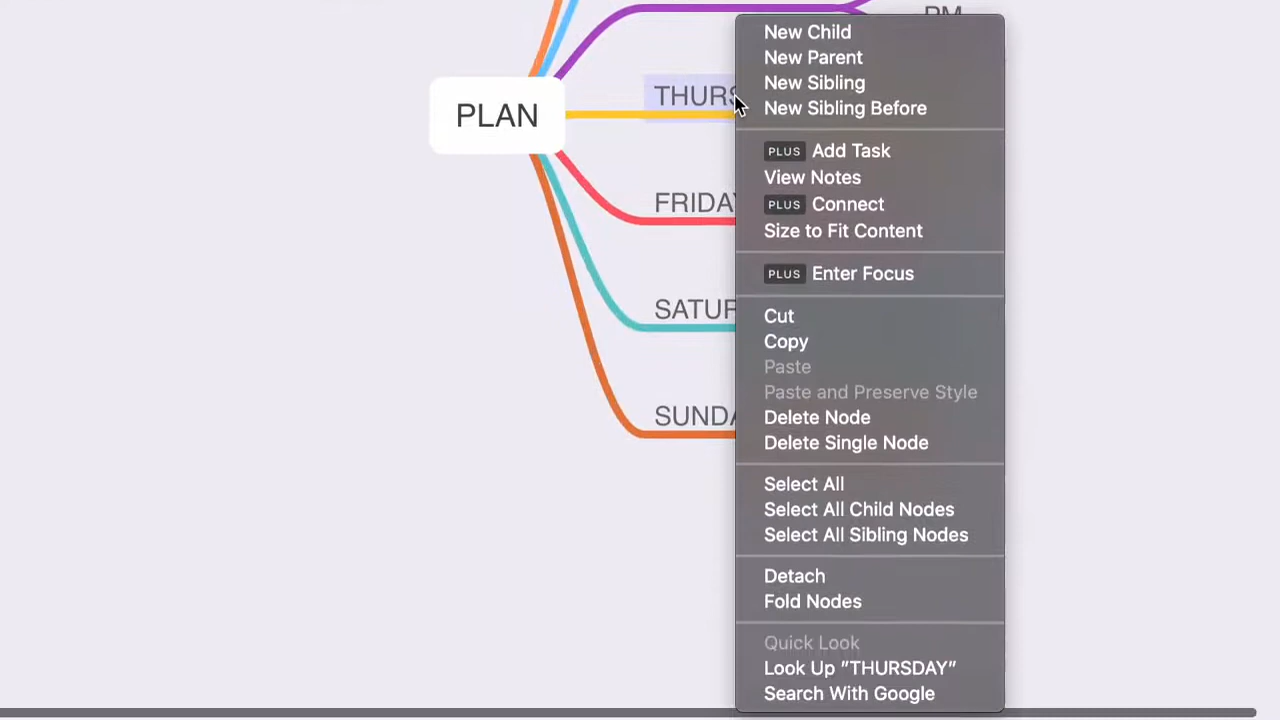 PM
New Child
New Parent
New Sibling
New Sibling Before
PLAN
THURS
PLUS Add Task
View Notes
PLUS Connect
Size to Fit Content
FRIDAY
PLUS Enter Focus
SATUR
Cut
Copy
Paste
Paste and Preserve Style
SUNDA
Delete Node
Delete Single Node
Select All
Select All Child Nodes
Select All Sibling Nodes
Detach
Fold Nodes
Quick Look
Look Up "THURSDAY"
Search With Google